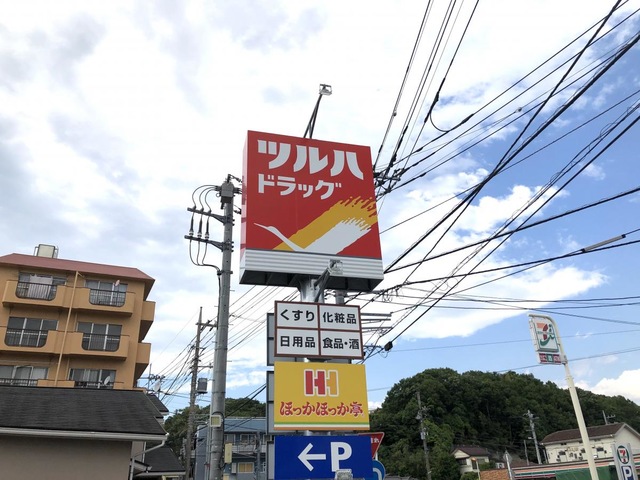 ツルハ
ドラッグ
くすり 化粧品
日用品 食品・酒
ほっかほっか亭
←P
P